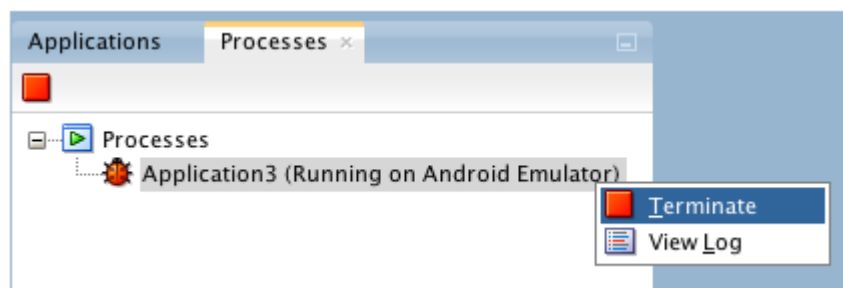 Applications Processes
Processes
Application3 (Running on Android Emulator)
Terminate
View Log